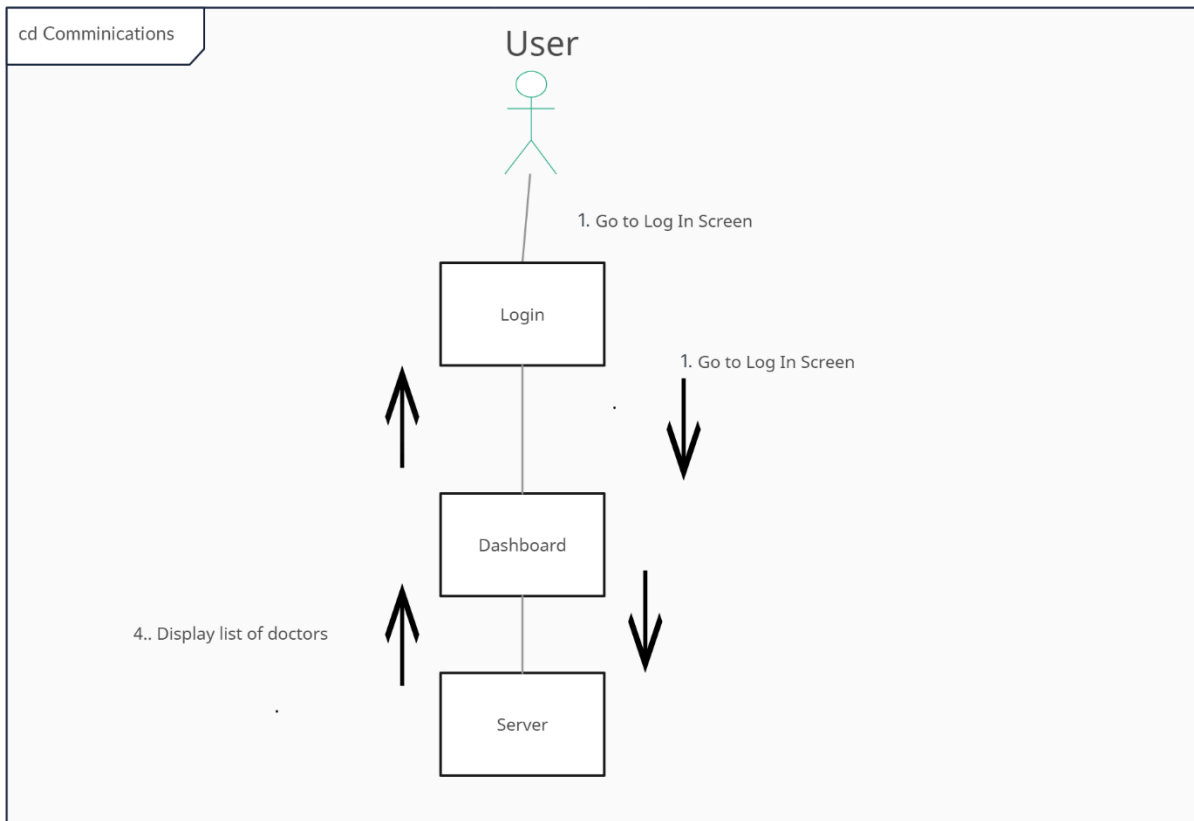 cd Comminications
User
1. Go to Log In Screen
Login
1. Go to Log In Screen
Dashboard
4.. Display list of doctors
Server